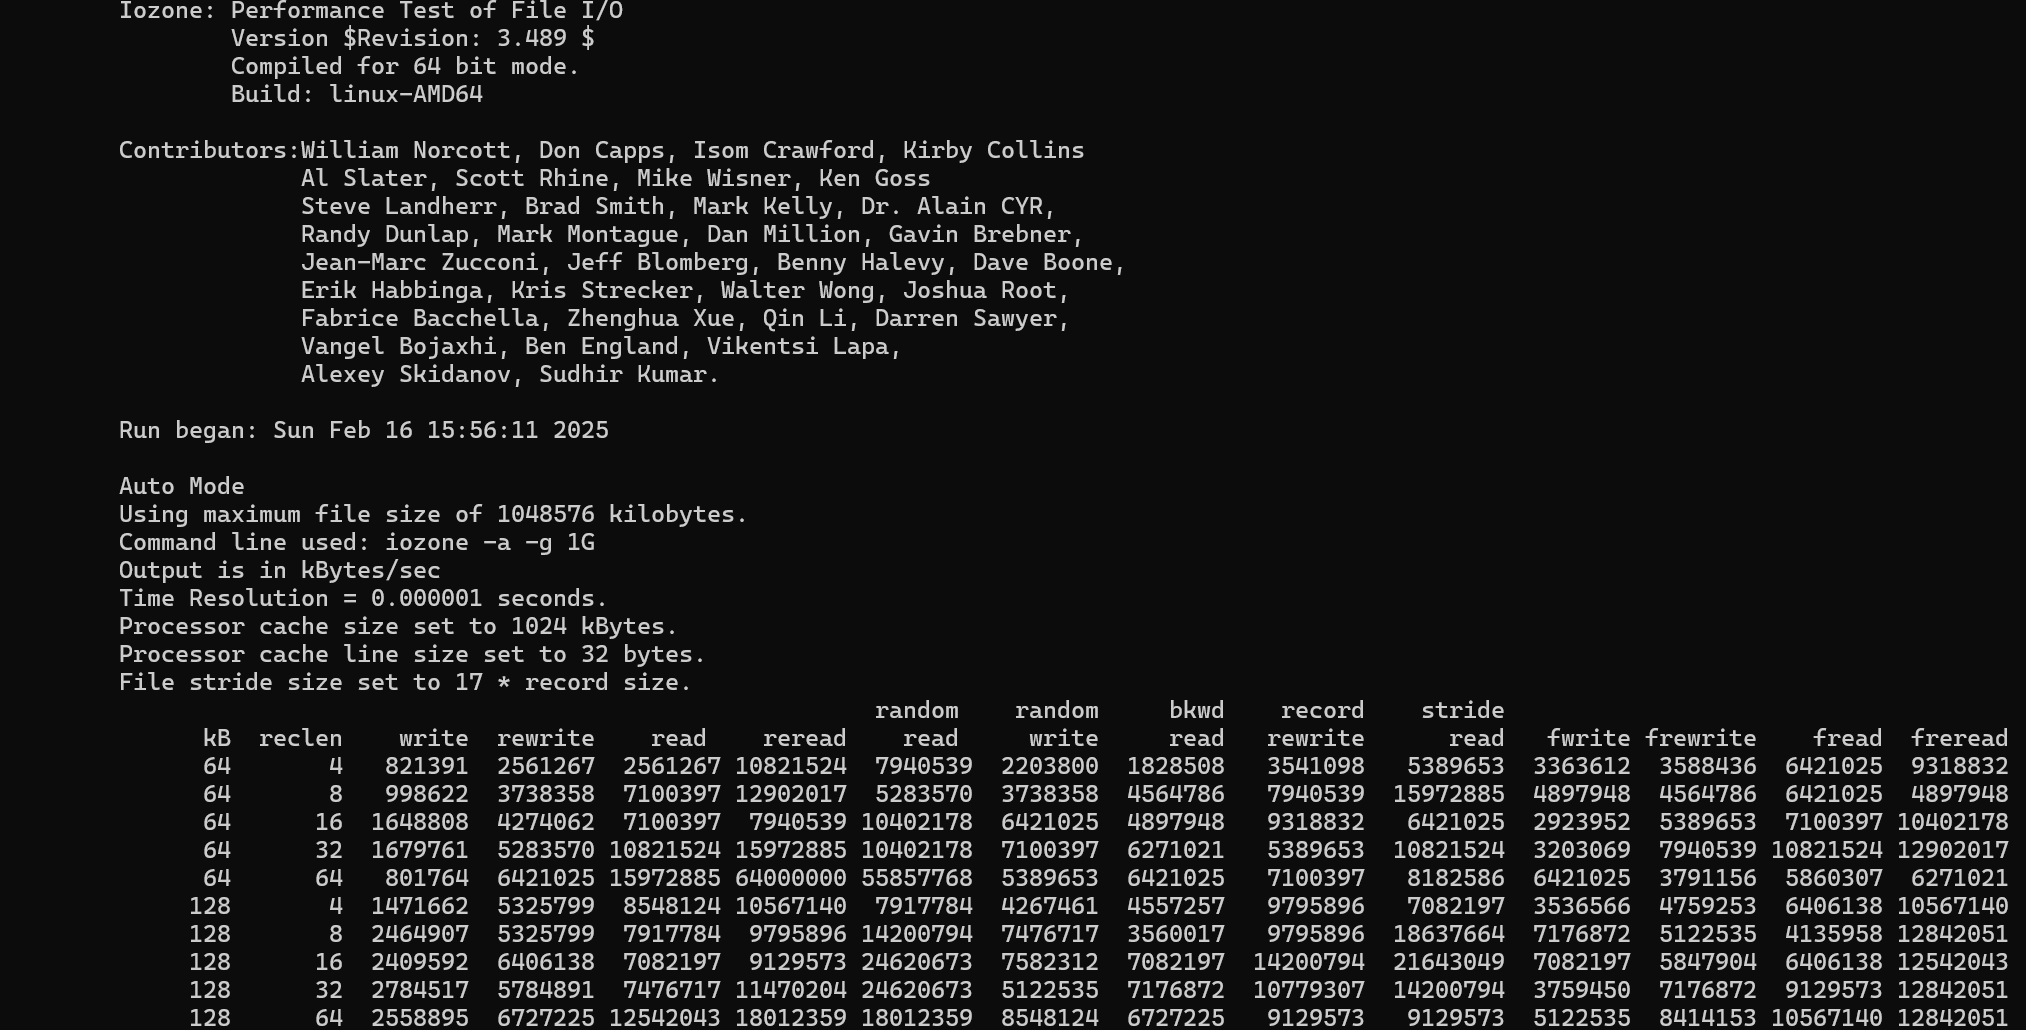 Iozone: Performance Test of File I/O
Version $Revision: 3.489 $
Compiled for 64 bit mode.
Build: linux-AMD64
Contributors:William Norcott, Don Capps, Isom Crawford, Kirby Collins
Al Slater, Scott Rhine, Mike Wisner, Ken Goss
Steve Landherr, Brad Smith, Mark Kelly, Dr. Alain CYR,
Randy Dunlap, Mark Montague, Dan Million, Gavin Brebner,
Jean-Marc Zucconi, Jeff Blomberg, Benny Halevy, Dave Boone,
Erik Habbinga, Kris Strecker, Walter Wong, Joshua Root,
Fabrice Bacchella, Zhenghua Xue, Qin Li, Darren Sawyer,
Vangel Bojaxhi, Ben England, Vikentsi Lapa,
Alexey Skidanov, Sudhir Kumar.
Run began: Sun Feb 16 15:56:11 2025
Auto Mode
Using maximum file size of 1048576 kilobytes.
Command line used: iozone -a -g 1G
Output is in kBytes/sec
Time Resolution = 0.000001 seconds.
Processor cache size set to 1024 kBytes.
Processor cache line size set to 32 bytes.
File stride size set to 17 * record size.
random random bkwd record stride
kB reclen write rewrite read reread read write read rewrite read fwrite frewrite fread freread
64 4 821391 2561267 2561267 10821524 7940539 2203800 1828508 3541098 5389653 3363612 3588436 6421025 9318832
64 8 998622 3738358 7100397 12902017 5283570 3738358 4564786 7940539 15972885 4897948 4564786 6421025 4897948
64 16 1648808 4274062 7100397 7940539 10402178 6421025 4897948 9318832 6421025 2923952 5389653 7100397 10402178
64 32 1679761 5283570 10821524 15972885 10402178 7100397 6271021 5389653 10821524 3203069 7940539 10821524 12902017
64 64 801764 6421025 15972885 64000000 55857768 5389653 6421025 7100397 8182586 6421025 3791156 5860307 6271021
128 4 1471662 5325799 8548124 10567140 7917784 4267461 4557257 9795896 7082197 3536566 4759253 6406138 10567140
128 8 2464907 5325799 7917784 9795896 14200794 7476717 3560017 9795896 18637664 7176872 5122535 4135958 12842051
128 16 2409592 6406138 7082197 9129573 24620673 7582312 7082197 14200794 21643049 7082197 5847904 6406138 12542043
128 32 2784517 5784891 7476717 11470204 24620673 5122535 7176872 10779307 14200794 3759450 7176872 9129573 12842051
128 64 2558895 6727225 12542043 18012359 18012359 8548124 6727225 9129573 9129573 5122535 8414153 10567140 12842051